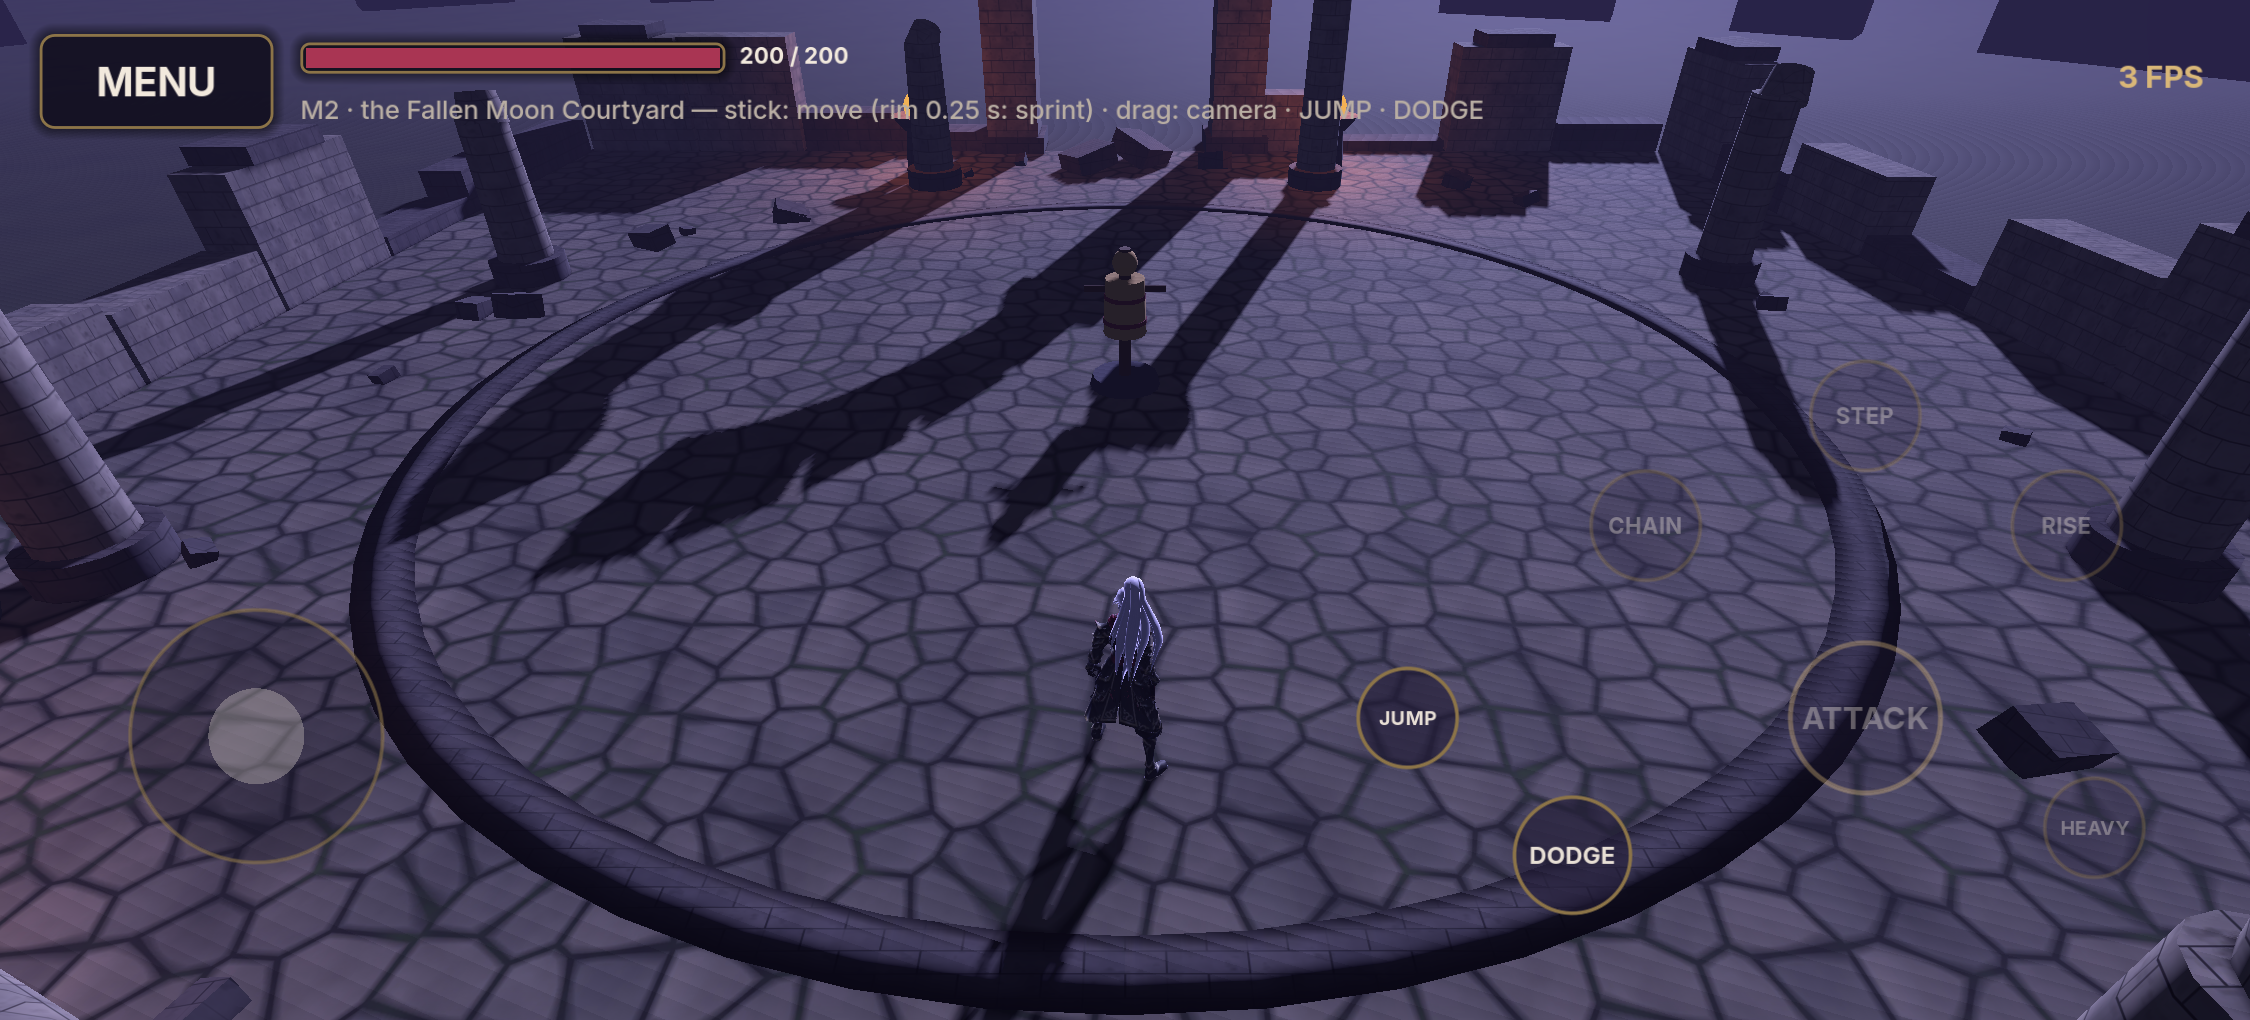 MENU
200 / 200
3 FPS
M2 · the Fallen Moon Courtyard — stick: move (rim 0.25 s: sprint) · drag: camera · JUMP · DODGE
STEP
CHAIN
RISE
JUMP
ATTACK
DODGE
HEAVY